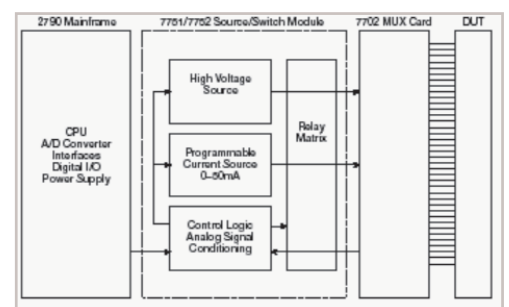 2790 Mainframe
7751/7752 Source/Switch Module
7702 MUX Card
DUT
CPU
A/D Converter
Interfaces
Digital I/O
Power Supply
High Voltage
Source
Programmable
Current Source
0–50mA
Control Logic
Analog Signal
Conditioning
Relay
Matrix